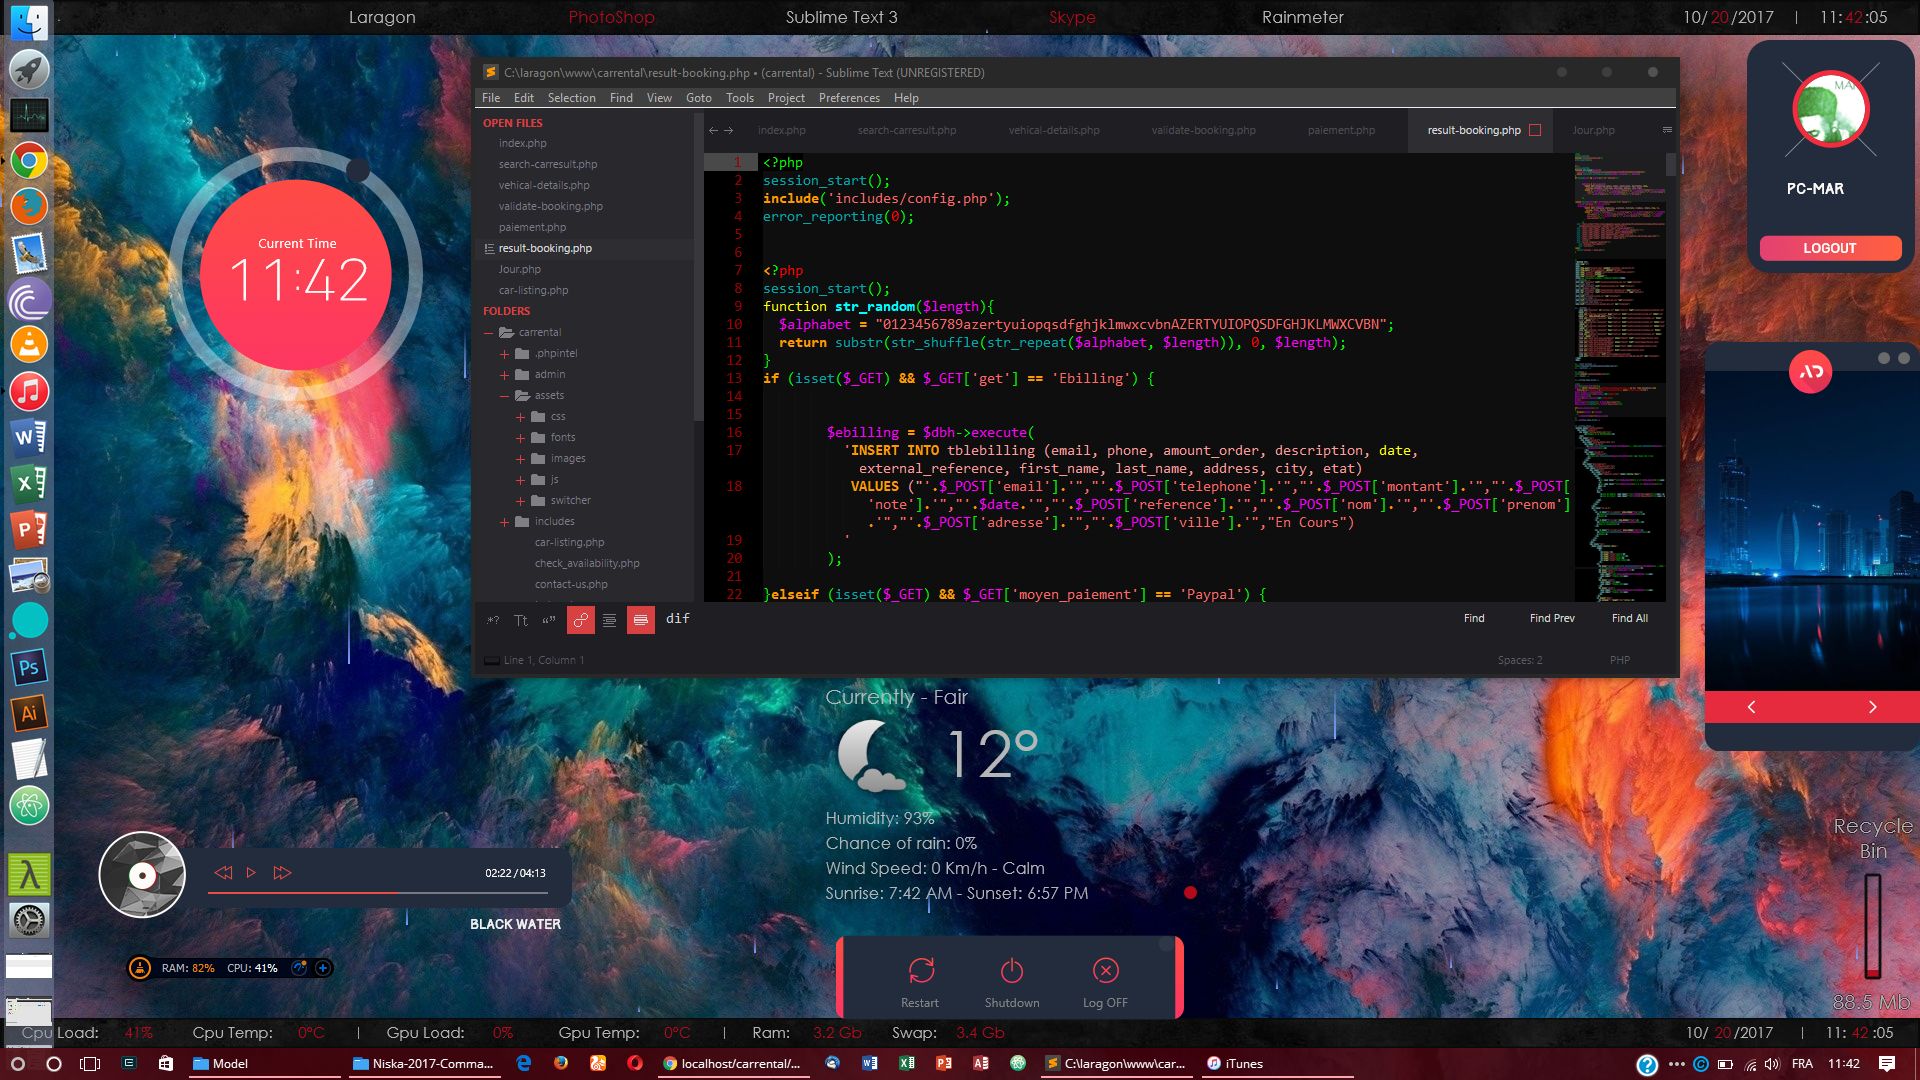 Laragon PhotoShop Sublime Text 3 Skype Rainmeter 10/ 20 /2017 | 11: 42 :05
C:\laragon\www\carrental\result-booking.php • (carrental) - Sublime Text (UNREGISTERED)
File Edit Selection Find View Goto Tools Project Preferences Help
OPEN FILES
index.php
search-carresult.php
vehical-details.php
validate-booking.php
paiement.php
result-booking.php
Jour.php
car-listing.php
FOLDERS
carrental
.phpintel
admin
assets
css
fonts
images
js
switcher
includes
car-listing.php
check_availability.php
contact-us.php
index.php search-carresult.php vehical-details.php validate-booking.php paiement.php result-booking.php Jour.php
1 <?php
2 session_start();
3 include('includes/config.php');
4 error_reporting(0);
5
6
7 <?php
8 session_start();
9 function str_random($length){
10 $alphabet = "0123456789azertyuiopqsdfghjklmwxcvbnAZERTYUIOPQSDFGHJKLMWXCVBN";
11 return substr(str_shuffle(str_repeat($alphabet, $length)), 0, $length);
12 }
13 if (isset($_GET) && $_GET['get'] == 'Ebilling') {
14
15
16 $ebilling = $dbh->execute(
17 'INSERT INTO tblebilling (email, phone, amount_order, description, date,
external_reference, first_name, last_name, address, city, etat)
18 VALUES ("'.$_POST['email'].'","'.$_POST['telephone'].'","'.$_POST['montant'].'","'.$_POST[
'note'].'","'.$date.'","'.$_POST['reference'].'","'.$_POST['nom'].'","'.$_POST['prenom']
.'","'.$_POST['adresse'].'","'.$_POST['ville'].'","En Cours")
19 '
20 );
21
22 }elseif (isset($_GET) && $_GET['moyen_paiement'] == 'Paypal') {
.*? Tt “” dif Find Find Prev Find All
Line 1, Column 1 Spaces: 2 PHP
Current Time
11:42
MAR
PC-MAR
LOGOUT
Currently - Fair
12°
Humidity: 93%
Chance of rain: 0%
Wind Speed: 0 Km/h - Calm
Sunrise: 7:42 AM - Sunset: 6:57 PM
Restart Shutdown Log OFF
02:22 / 04:13
BLACK WATER
RAM: 82% CPU: 41%
W
X
P
Ps
Ai
λ
Recycle
Bin
88.5 Mb
Cpu Load: 41% Cpu Temp: 0°C | Gpu Load: 0% Gpu Temp: 0°C | Ram: 3.2 Gb Swap: 3.4 Gb 10/ 20 /2017 | 11: 42 :05
Model Niska-2017-Comma... localhost/carrental/... C:\laragon\www\car... iTunes FRA 11:42